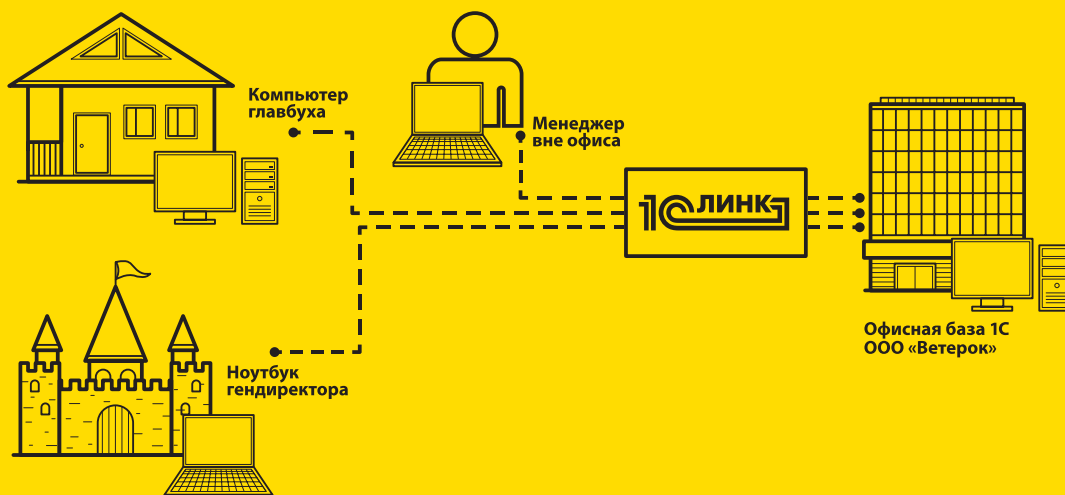 Компьютер
главбуха
Менеджер
вне офиса
1С ЛИНК
Офисная база 1С
ООО «Ветерок»
Ноутбук
гендиректора